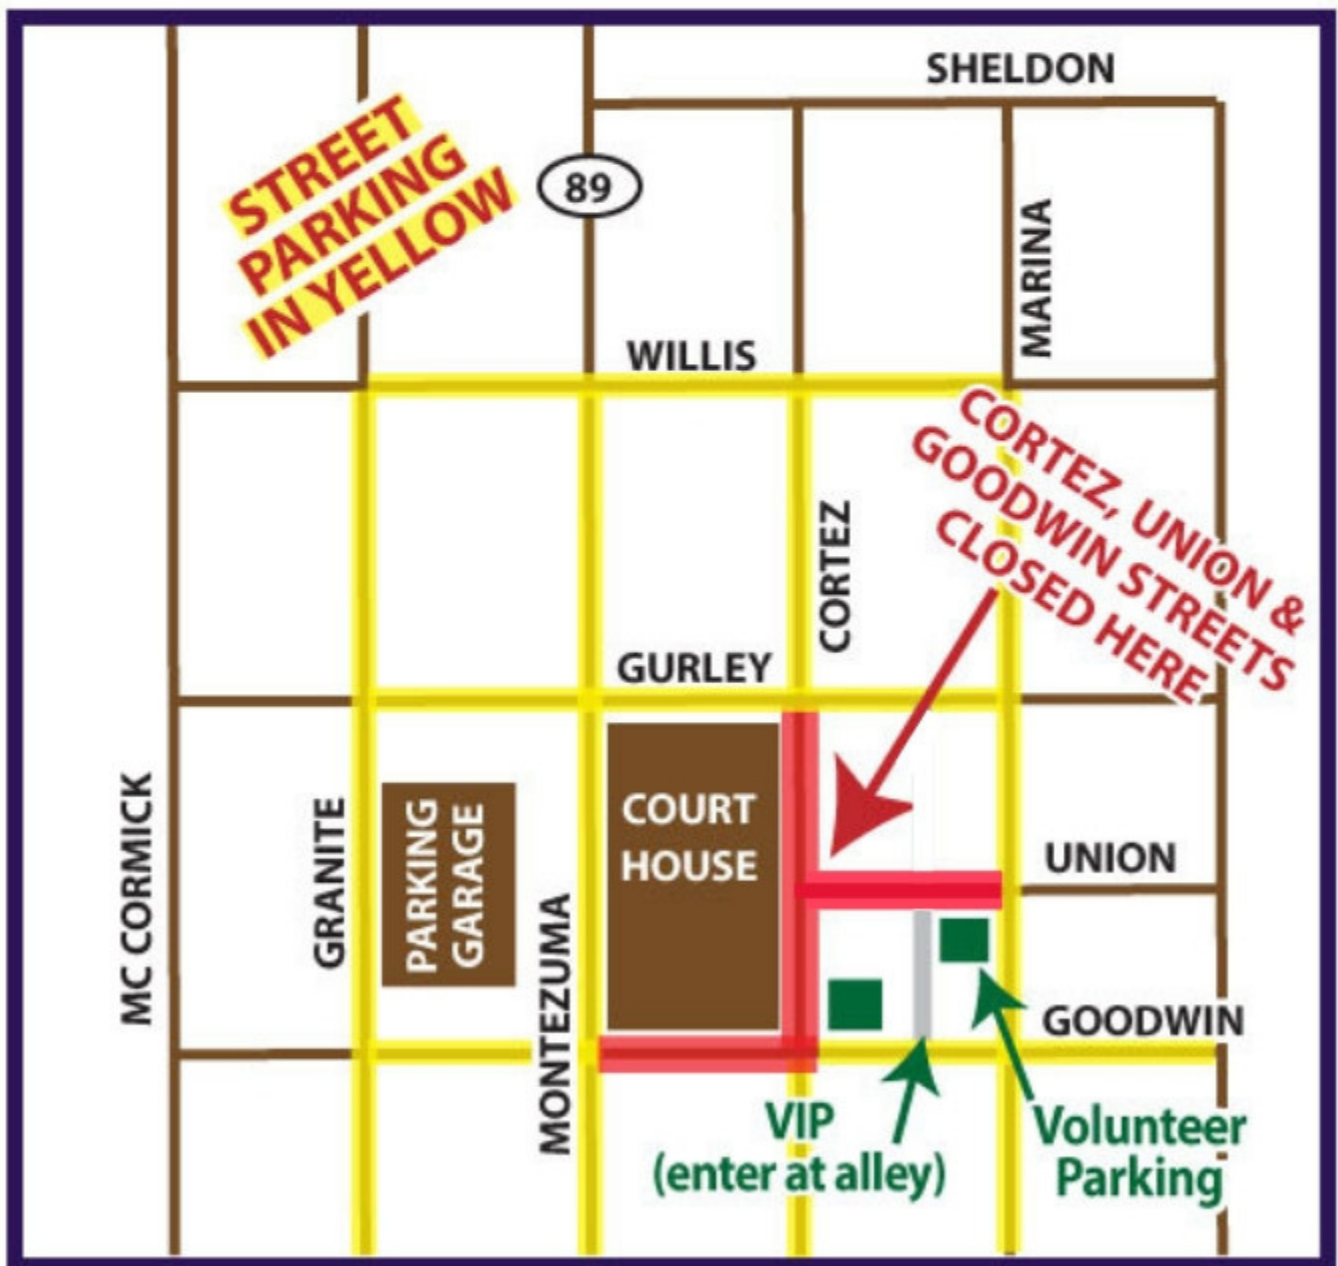 SHELDON
STREET
PARKING
IN YELLOW
89
MARINA
WILLIS
CORTEZ, UNION &
GOODWIN STREETS
CLOSED HERE
CORTEZ
GURLEY
MC CORMICK
GRANITE
PARKING
GARAGE
MONTEZUMA
COURT
HOUSE
UNION
GOODWIN
VIP
(enter at alley)
Volunteer
Parking